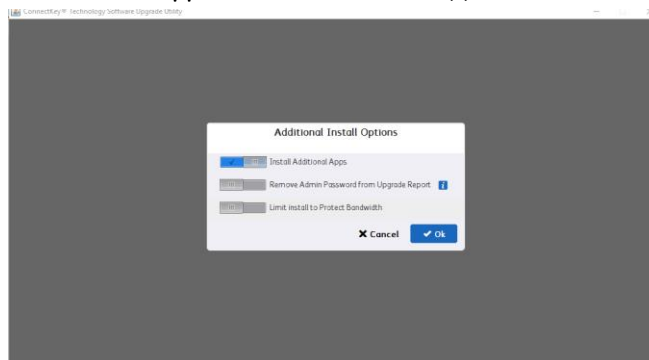 ConnectKey® Technology Software Upgrade Utility
Additional Install Options
Install Additional Apps
Remove Admin Password from Upgrade Report
Limit install to Protect Bandwidth
Cancel
Ok